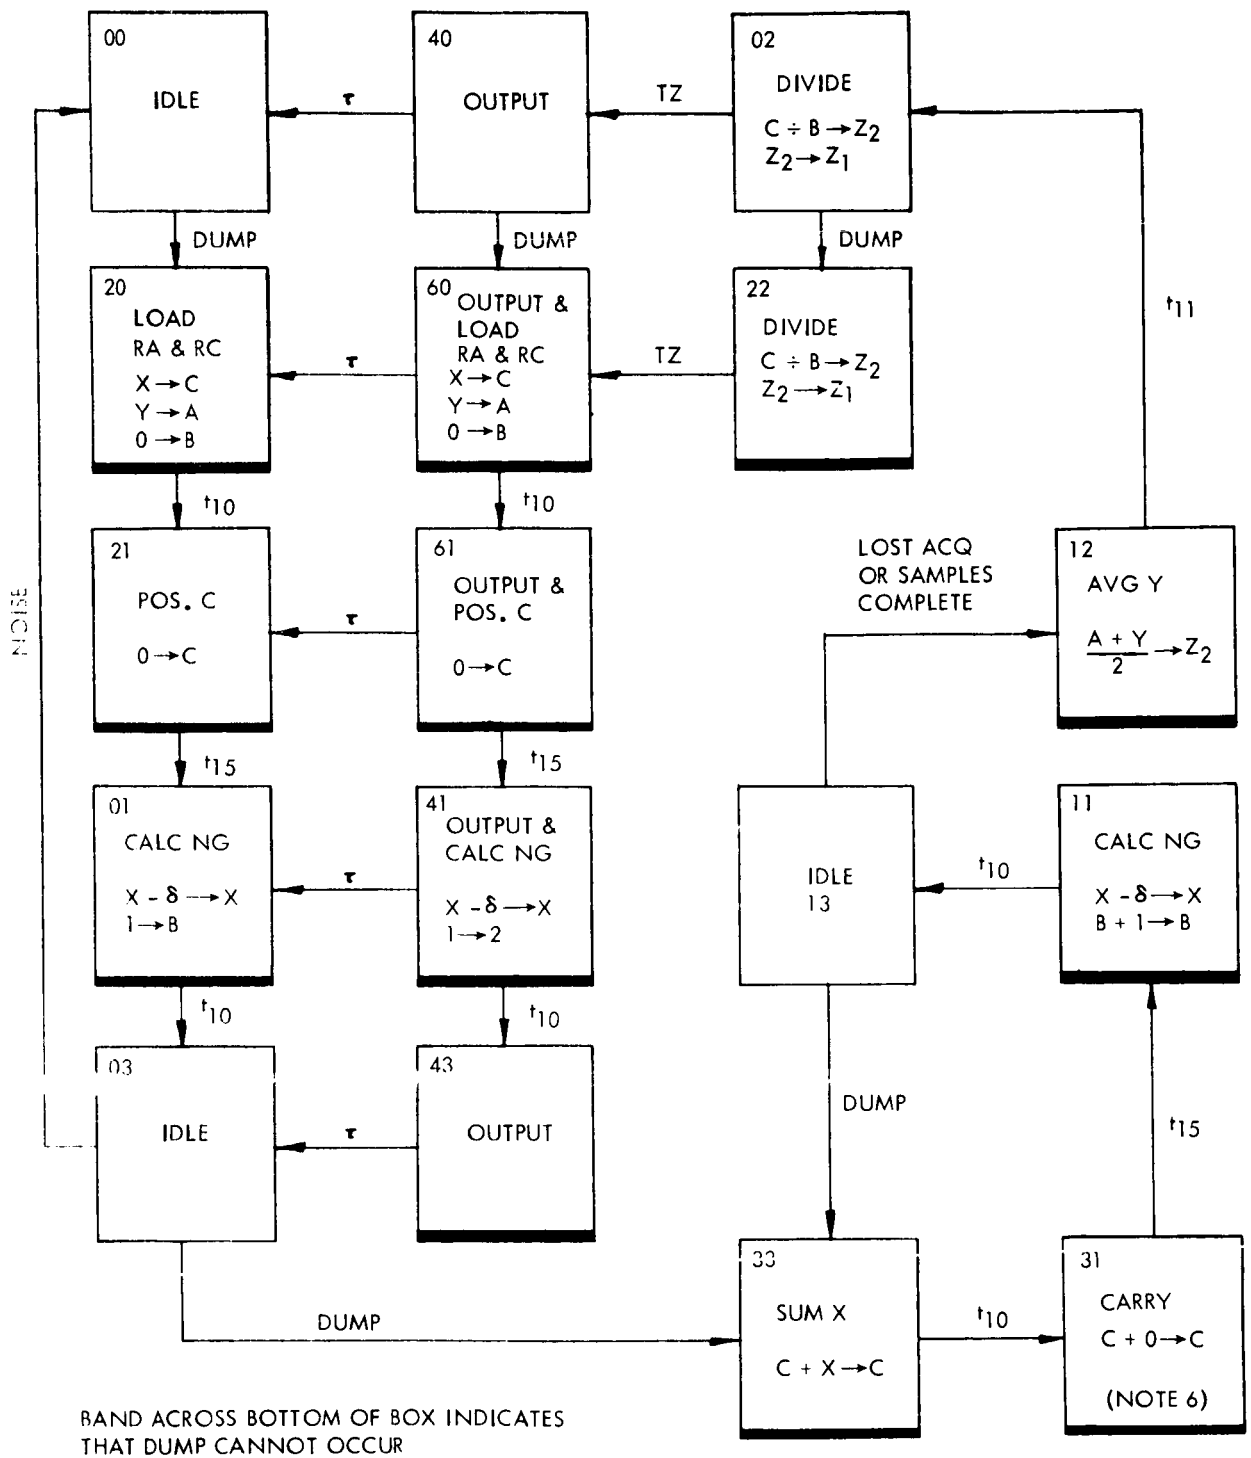 00
IDLE
τ
40
OUTPUT
TZ
02
DIVIDE
C ÷ B → Z2
Z2 → Z1
DUMP
DUMP
DUMP
t11
20
LOAD
RA & RC
X → C
Y → A
0 → B
τ
60
OUTPUT &
LOAD
RA & RC
X → C
Y → A
0 → B
TZ
22
DIVIDE
C ÷ B → Z2
Z2 → Z1
t10
t10
21
POS. C
0 → C
τ
61
OUTPUT &
POS. C
0 → C
LOST ACQ
OR SAMPLES
COMPLETE
12
AVG Y
A + Y
2
→ Z2
NOISE
t15
t15
01
CALC NG
X - δ → X
1 → B
τ
41
OUTPUT &
CALC NG
X - δ → X
1 → 2
IDLE
13
t10
11
CALC NG
X - δ → X
B + 1 → B
t10
t10
03
IDLE
τ
43
OUTPUT
DUMP
t15
DUMP
33
SUM X
C + X → C
t10
31
CARRY
C + 0 → C
(NOTE 6)
BAND ACROSS BOTTOM OF BOX INDICATES
THAT DUMP CANNOT OCCUR